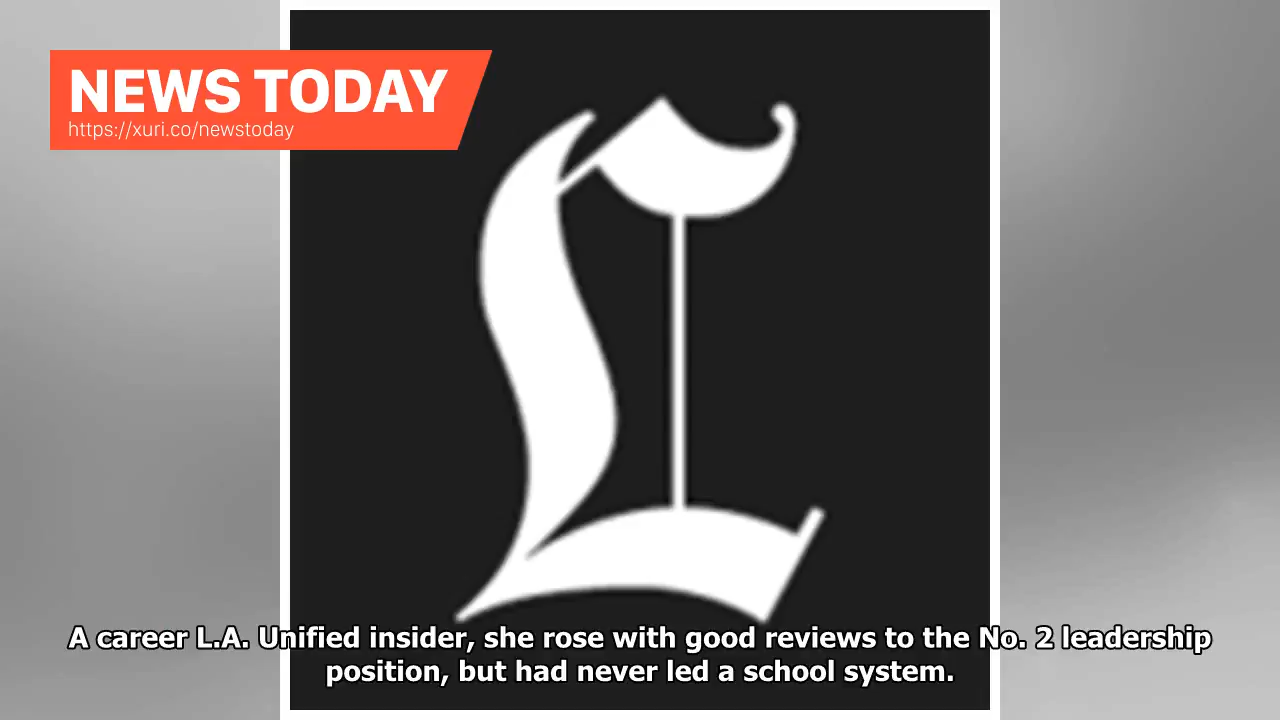 NEWS TODAY
https://xuri.co/newstoday
L
A career L.A. Unified insider, she rose with good reviews to the No. 2 leadership
position, but had never led a school system.